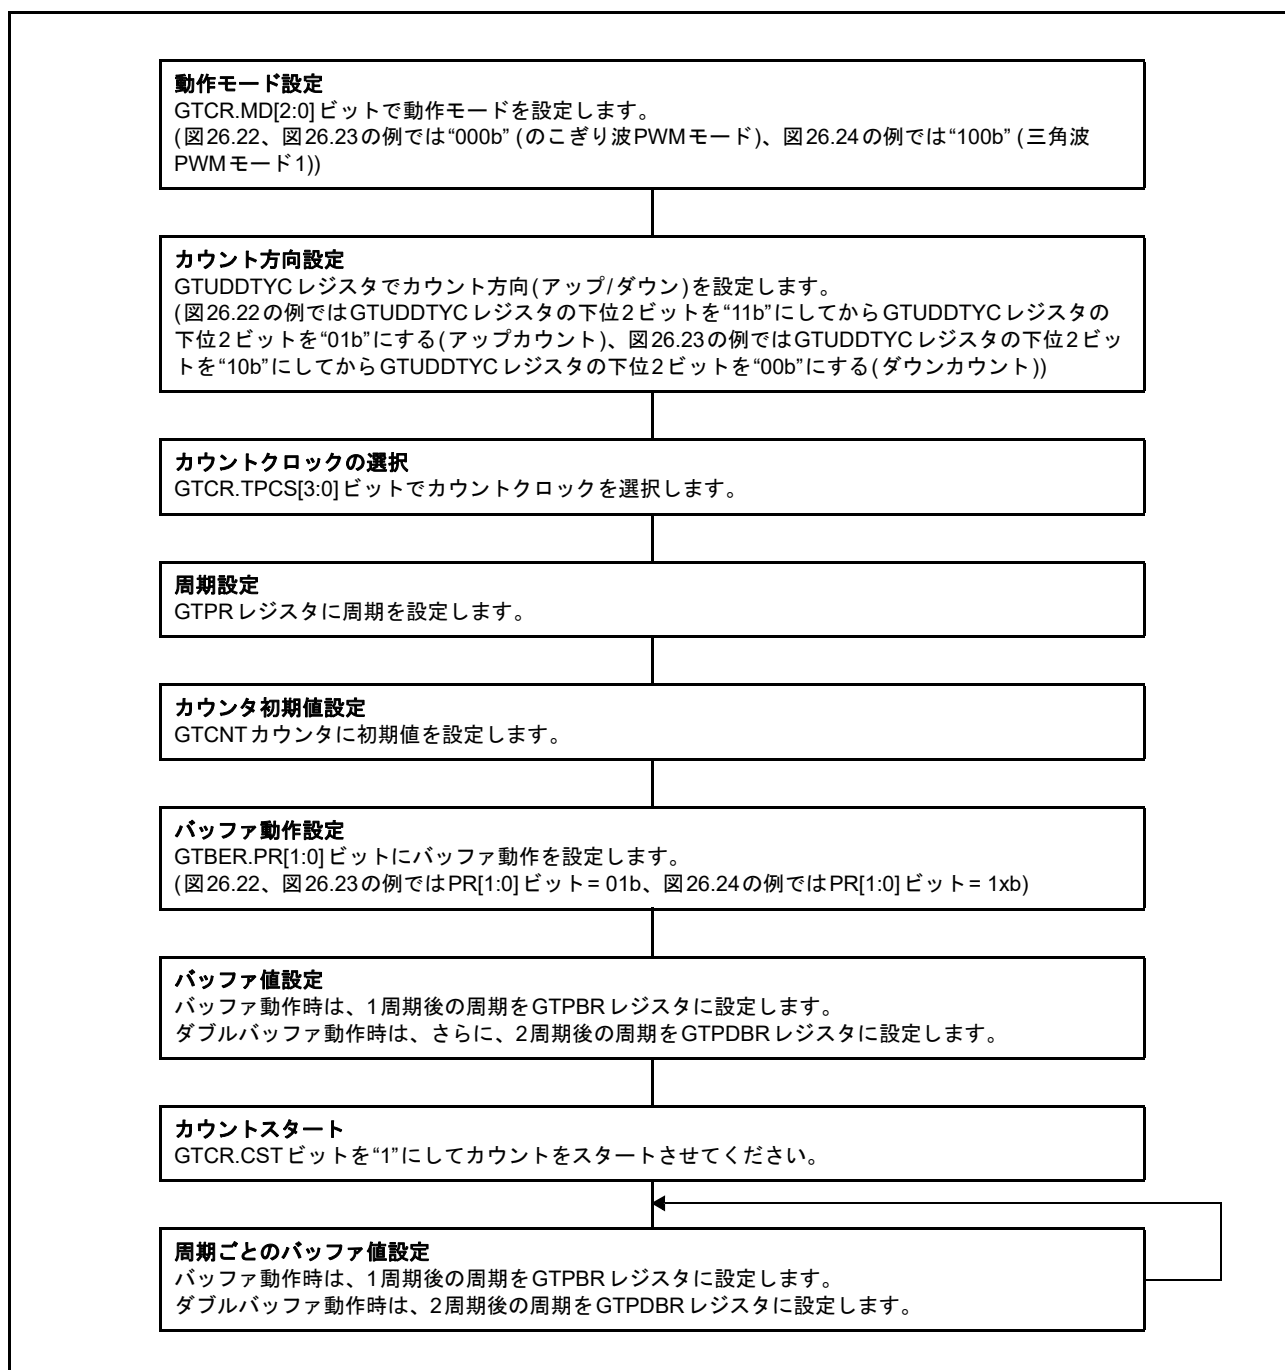 動作モード設定
GTCR.MD[2:0]ビットで動作モードを設定します。
(図26.22、図26.23の例では“000b” (のこぎり波PWMモード)、図26.24の例では“100b” (三角波
PWMモード1))
カウント方向設定
GTUDDTYCレジスタでカウント方向(アップ/ダウン)を設定します。
(図26.22の例ではGTUDDTYCレジスタの下位2ビットを“11b”にしてからGTUDDTYCレジスタの
下位2ビットを“01b”にする(アップカウント)、図26.23の例ではGTUDDTYCレジスタの下位2ビッ
トを“10b”にしてからGTUDDTYCレジスタの下位2ビットを“00b”にする(ダウンカウント))
カウントクロックの選択
GTCR.TPCS[3:0]ビットでカウントクロックを選択します。
周期設定
GTPRレジスタに周期を設定します。
カウンタ初期値設定
GTCNTカウンタに初期値を設定します。
バッファ動作設定
GTBER.PR[1:0]ビットにバッファ動作を設定します。
(図26.22、図26.23の例ではPR[1:0]ビット= 01b、図26.24の例ではPR[1:0]ビット= 1xb)
バッファ値設定
バッファ動作時は、1周期後の周期をGTPBRレジスタに設定します。
ダブルバッファ動作時は、さらに、2周期後の周期をGTPDBRレジスタに設定します。
カウントスタート
GTCR.CSTビットを“1”にしてカウントをスタートさせてください。
周期ごとのバッファ値設定
バッファ動作時は、1周期後の周期をGTPBRレジスタに設定します。
ダブルバッファ動作時は、2周期後の周期をGTPDBRレジスタに設定します。